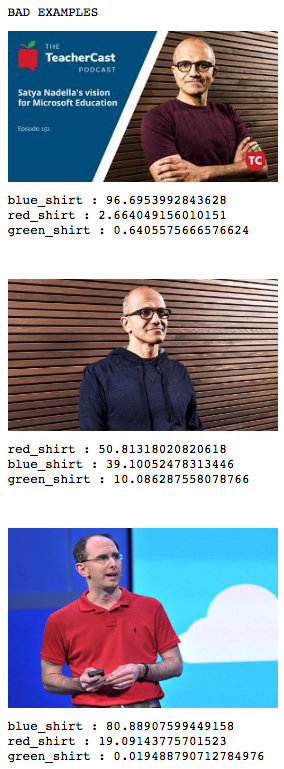 BAD EXAMPLES
THE
TeacherCast
PODCAST
Satya Nadella's vision
for Microsoft Education
Episode 151
TC
blue_shirt : 96.6953992843628
red_shirt : 2.664049156010151
green_shirt : 0.6405575666576624
red_shirt : 50.81318020820618
blue_shirt : 39.10052478313446
green_shirt : 10.086287558078766
blue_shirt : 80.88907599449158
red_shirt : 19.09143775701523
green_shirt : 0.019488790712784976